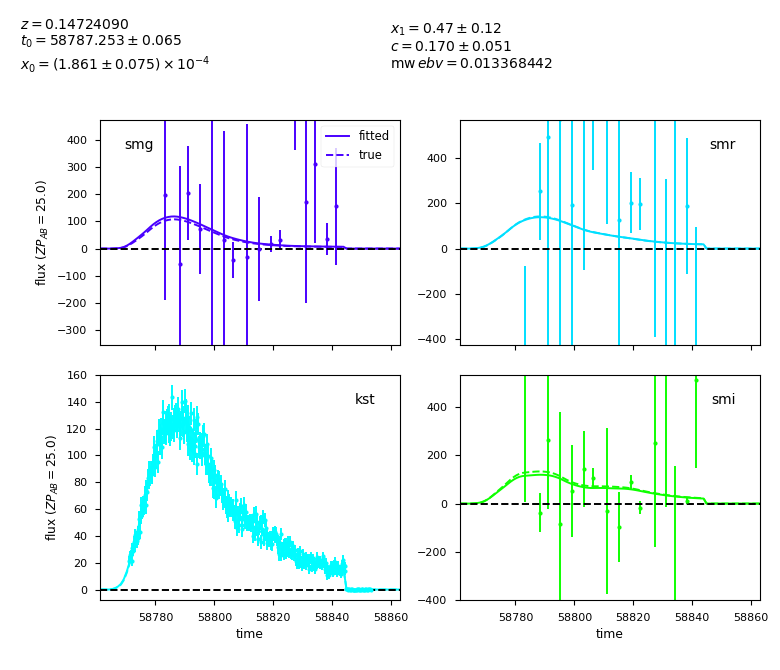 z = 0.14724090
t₀ = 58787.253 ± 0.065
x₀ = (1.861 ± 0.075) × 10⁻⁴
x₁ = 0.47 ± 0.12
c = 0.170 ± 0.051
mw ebv = 0.013368442
smg
fitted
true
400
300
200
100
0
−100
−200
−300
flux (ZP_AB = 25.0)
smr
400
200
0
−200
−400
kst
160
140
120
100
80
60
40
20
0
flux (ZP_AB = 25.0)
58780 58800 58820 58840 58860
time
smi
400
200
0
−200
−400
58780 58800 58820 58840 58860
time